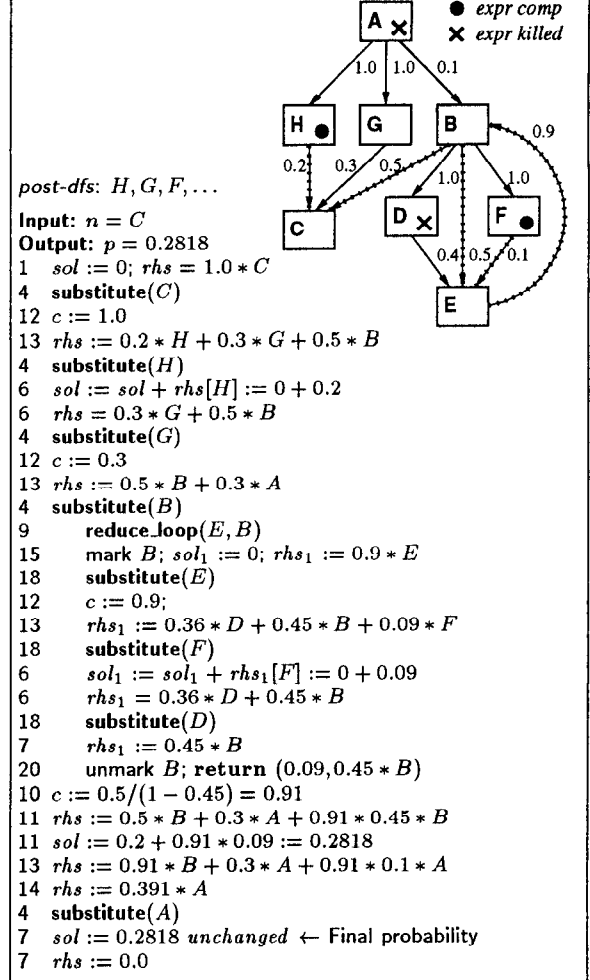 ● expr comp
✕ expr killed
A ✕
1.0 1.0 0.1
H ●
G
B
0.9
0.2 0.3 0.5 1.0 1.0
C
D ✕
F ●
0.4 0.5 0.1
E
post-dfs: H, G, F, ...
Input: n = C
Output: p = 0.2818
1 sol := 0; rhs = 1.0 * C
4 substitute(C)
12 c := 1.0
13 rhs := 0.2 * H + 0.3 * G + 0.5 * B
4 substitute(H)
6 sol := sol + rhs[H] := 0 + 0.2
6 rhs = 0.3 * G + 0.5 * B
4 substitute(G)
12 c := 0.3
13 rhs := 0.5 * B + 0.3 * A
4 substitute(B)
9 reduce_loop(E, B)
15 mark B; sol₁ := 0; rhs₁ := 0.9 * E
18 substitute(E)
12 c := 0.9;
13 rhs₁ := 0.36 * D + 0.45 * B + 0.09 * F
18 substitute(F)
6 sol₁ := sol₁ + rhs₁[F] := 0 + 0.09
6 rhs₁ = 0.36 * D + 0.45 * B
18 substitute(D)
7 rhs₁ := 0.45 * B
20 unmark B; return (0.09, 0.45 * B)
10 c := 0.5/(1 − 0.45) = 0.91
11 rhs := 0.5 * B + 0.3 * A + 0.91 * 0.45 * B
11 sol := 0.2 + 0.91 * 0.09 := 0.2818
13 rhs := 0.91 * B + 0.3 * A + 0.91 * 0.1 * A
14 rhs := 0.391 * A
4 substitute(A)
7 sol := 0.2818 unchanged ← Final probability
7 rhs := 0.0